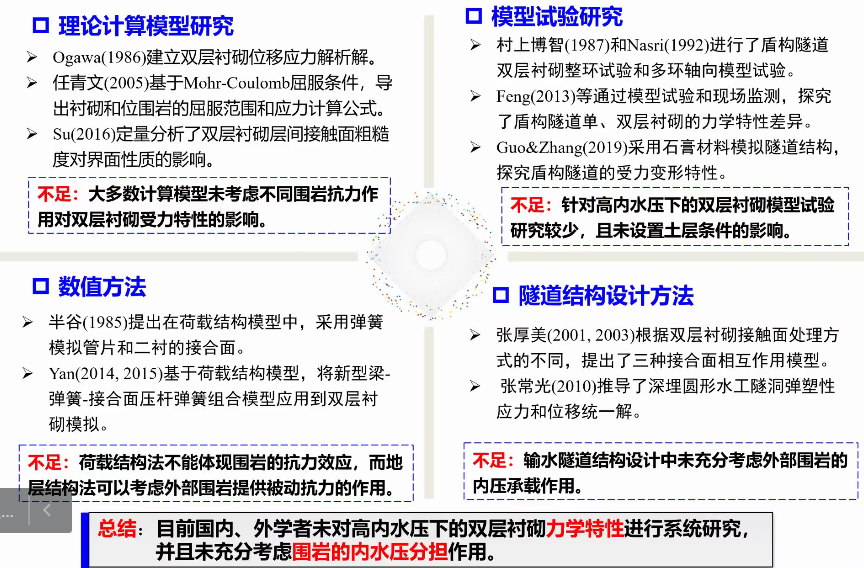 理论计算模型研究
Ogawa(1986)建立双层衬砌位移应力解析解。
任青文(2005)基于Mohr-Coulomb屈服条件，导
出衬砌和位围岩的屈服范围和应力计算公式。
Su(2016)定量分析了双层衬砌层间接触面粗糙
度对界面性质的影响。
不足：大多数计算模型未考虑不同围岩抗力作
用对双层衬砌受力特性的影响。
模型试验研究
村上博智(1987)和Nasri(1992)进行了盾构隧道
双层衬砌整环试验和多环轴向模型试验。
Feng(2013)等通过模型试验和现场监测，探究
了盾构隧道单、双层衬砌的力学特性差异。
Guo&Zhang(2019)采用石膏材料模拟隧道结构，
探究盾构隧道的受力变形特性。
不足：针对高内水压下的双层衬砌模型试验
研究较少，且未设置土层条件的影响。
数值方法
半谷(1985)提出在荷载结构模型中，采用弹簧
模拟管片和二衬的接合面。
Yan(2014, 2015)基于荷载结构模型，将新型梁-
弹簧-接合面压杆弹簧组合模型应用到双层衬
砌模拟。
不足：荷载结构法不能体现围岩的抗力效应，而地
层结构法可以考虑外部围岩提供被动抗力的作用。
隧道结构设计方法
张厚美(2001, 2003)根据双层衬砌接触面处理方
式的不同，提出了三种接合面相互作用模型。
张常光(2010)推导了深埋圆形水工隧洞弹塑性
应力和位移统一解。
不足：输水隧道结构设计中未充分考虑外部围岩的
内压承载作用。
总结：目前国内、外学者未对高内水压下的双层衬砌力学特性进行系统研究，
并且未充分考虑围岩的内水压分担作用。